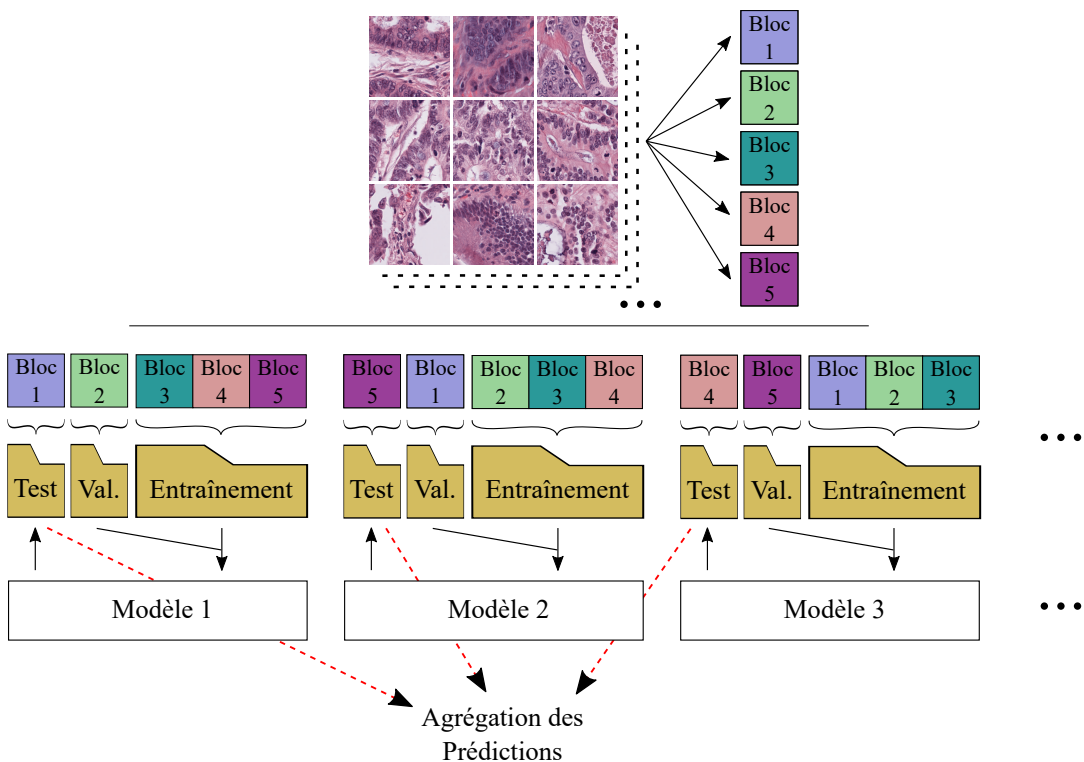 Bloc
1
Bloc
2
Bloc
3
Bloc
4
Bloc
5
Bloc
1
Bloc
2
Bloc
3
Bloc
4
Bloc
5
Bloc
5
Bloc
1
Bloc
2
Bloc
3
Bloc
4
Bloc
4
Bloc
5
Bloc
1
Bloc
2
Bloc
3
Test
Val.
Entraînement
Test
Val.
Entraînement
Test
Val.
Entraînement
Modèle 1
Modèle 2
Modèle 3
Agrégation des
Prédictions